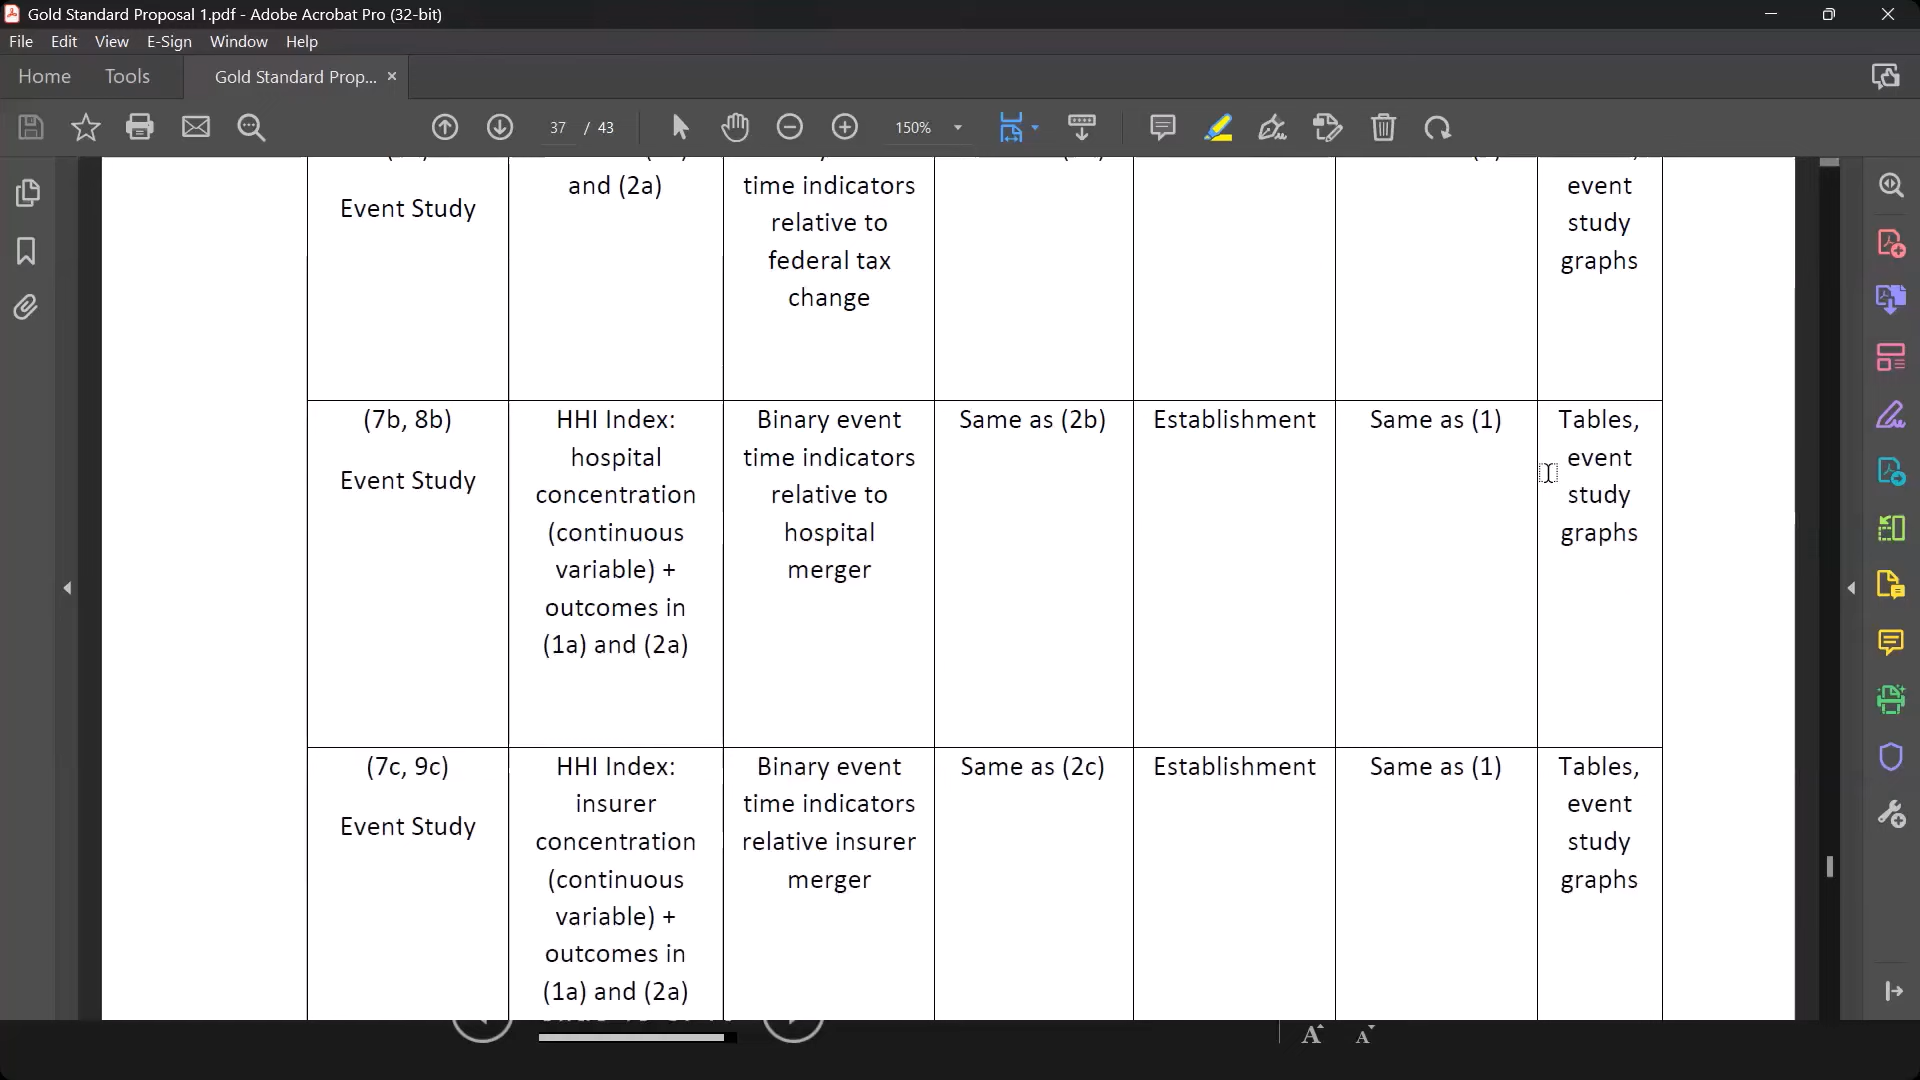 Gold Standard Proposal 1.pdf - Adobe Acrobat Pro (32-bit)
File Edit View E-Sign Window Help
Home Tools Gold Standard Prop... ×
37 / 43 150%
and (2a) time indicators event
Event Study relative to study
federal tax graphs
change
(7b, 8b) HHI Index: Binary event Same as (2b) Establishment Same as (1) Tables,
hospital time indicators event
Event Study concentration relative to study
(continuous hospital graphs
variable) + merger
outcomes in
(1a) and (2a)
(7c, 9c) HHI Index: Binary event Same as (2c) Establishment Same as (1) Tables,
insurer time indicators event
Event Study concentration relative insurer study
(continuous merger graphs
variable) +
outcomes in
(1a) and (2a)
A A